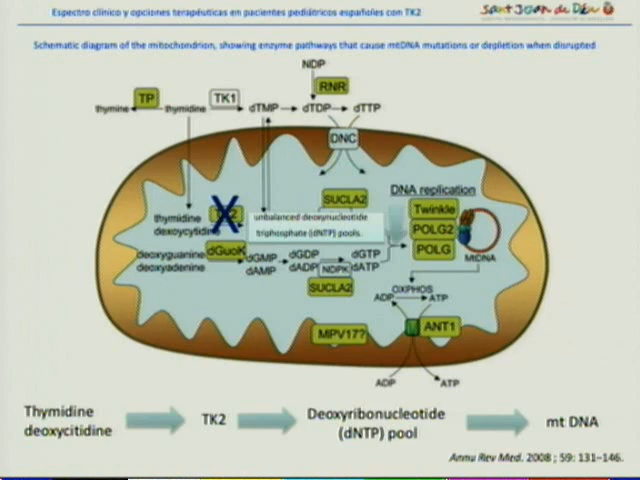 Espectro clínico y opciones terapéuticas en pacientes pediátricos españoles con TK2
Sant Joan de Déu
Schematic diagram of the mitochondrion, showing enzyme pathways that cause mtDNA mutations or depletion when disrupted
NDP
RNR
TP
TK1
thymine
thymidine
dTMP
dTDP
dTTP
DNC
SUCLA2
DNA replication
Twinkle
thymidine
deoxycytidine
unbalanced deoxynucleotide
triphosphate (dNTP) pools.
POLG2
POLG
MtDNA
deoxyguanine
deoxyadenine
dGuoK
dGMP
dAMP
dGDP
dADP
NDPK
dGTP
dATP
SUCLA2
OXPHOS
ADP
ATP
MPV17?
ANT1
ADP
ATP
Thymidine
deoxycitidine
TK2
Deoxyribonucleotide
(dNTP) pool
mt DNA
Annu Rev Med. 2008 ; 59: 131–146.